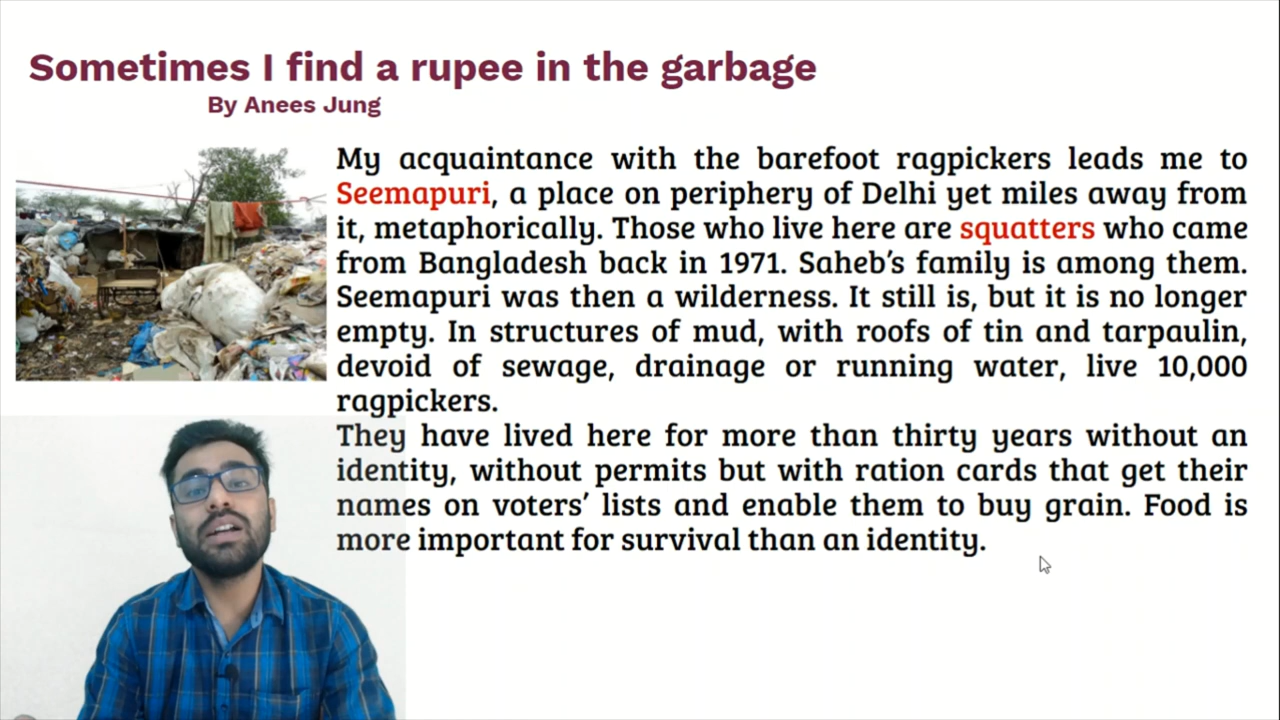 Sometimes I find a rupee in the garbage
By Anees Jung
My acquaintance with the barefoot ragpickers leads me to
Seemapuri, a place on periphery of Delhi yet miles away from
it, metaphorically. Those who live here are squatters who came
from Bangladesh back in 1971. Saheb’s family is among them.
Seemapuri was then a wilderness. It still is, but it is no longer
empty. In structures of mud, with roofs of tin and tarpaulin,
devoid of sewage, drainage or running water, live 10,000
ragpickers.
They have lived here for more than thirty years without an
identity, without permits but with ration cards that get their
names on voters’ lists and enable them to buy grain. Food is
more important for survival than an identity.